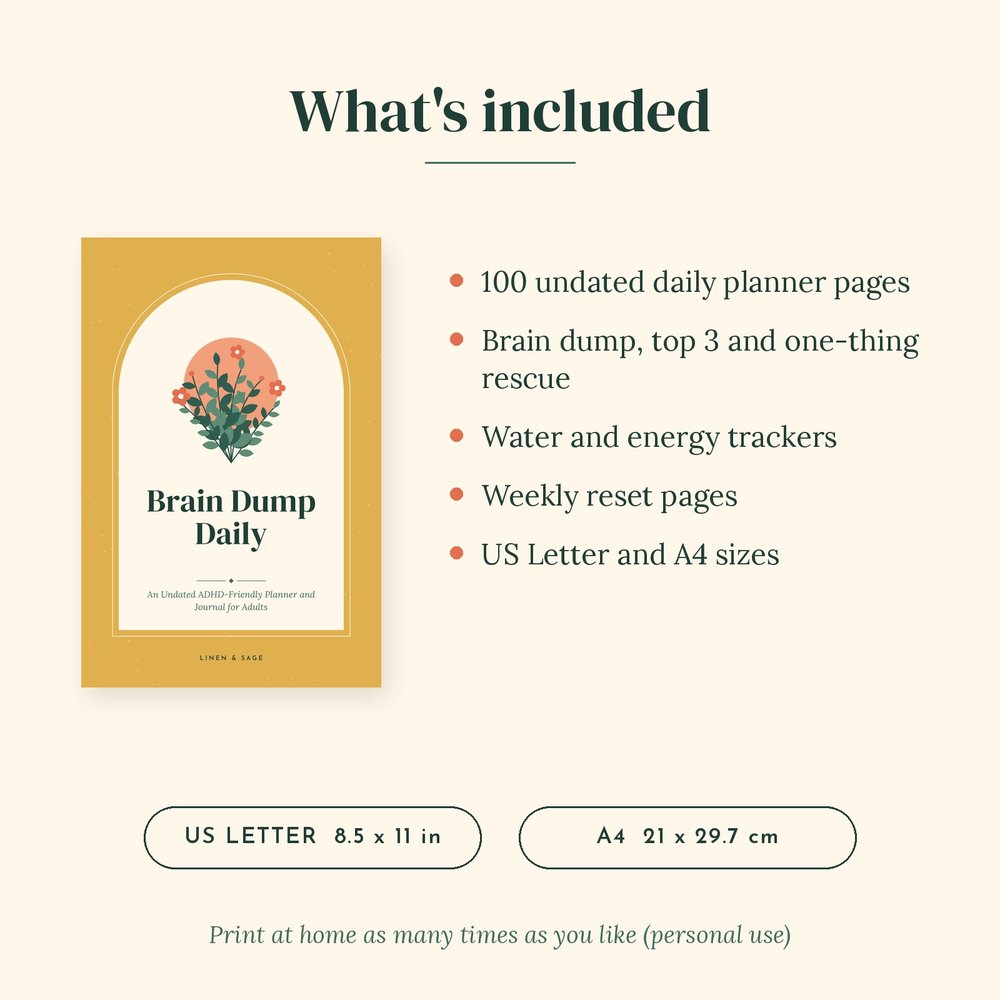 What's included
Brain Dump
Daily
An Undated ADHD-Friendly Planner and
Journal for Adults
LINEN & SAGE
100 undated daily planner pages
Brain dump, top 3 and one-thing
rescue
Water and energy trackers
Weekly reset pages
US Letter and A4 sizes
US LETTER 8.5 x 11 in
A4 21 x 29.7 cm
Print at home as many times as you like (personal use)